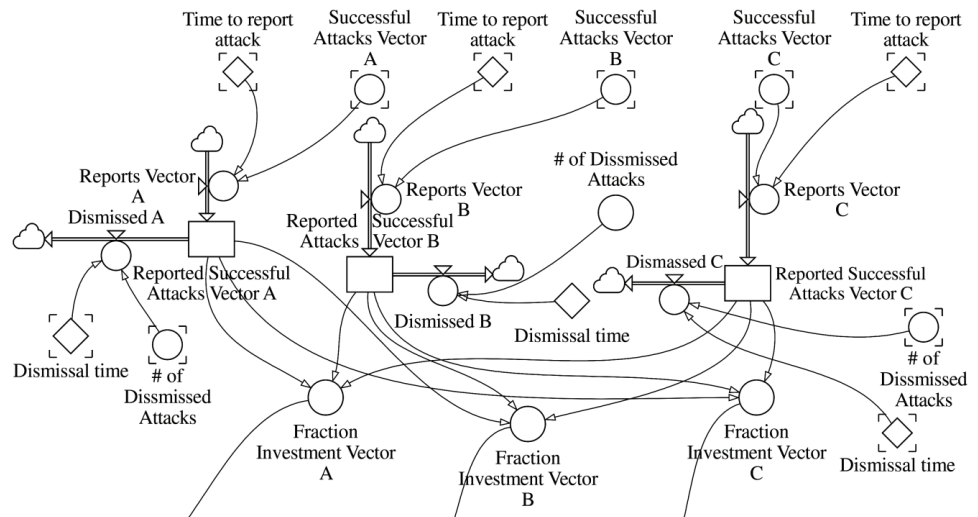 Time to report
attack
Successful
Attacks Vector
A
Time to report
attack
Successful
Attacks Vector
B
Successful
Attacks Vector
C
Time to report
attack
# of Dissmissed
Attacks
Reports Vector
A
Dismissed A
Reports Vector
B
Reported Successful
Attacks Vector B
Reports Vector
C
Reported Successful
Attacks Vector A
Dismissed B
Dismassed C
Reported Successful
Attacks Vector C
Dismissal time
Dismissal time
# of
Dissmissed
Attacks
# of
Dissmissed
Attacks
Dismissal time
Fraction
Investment Vector
A
Fraction
Investment Vector
B
Fraction
Investment Vector
C